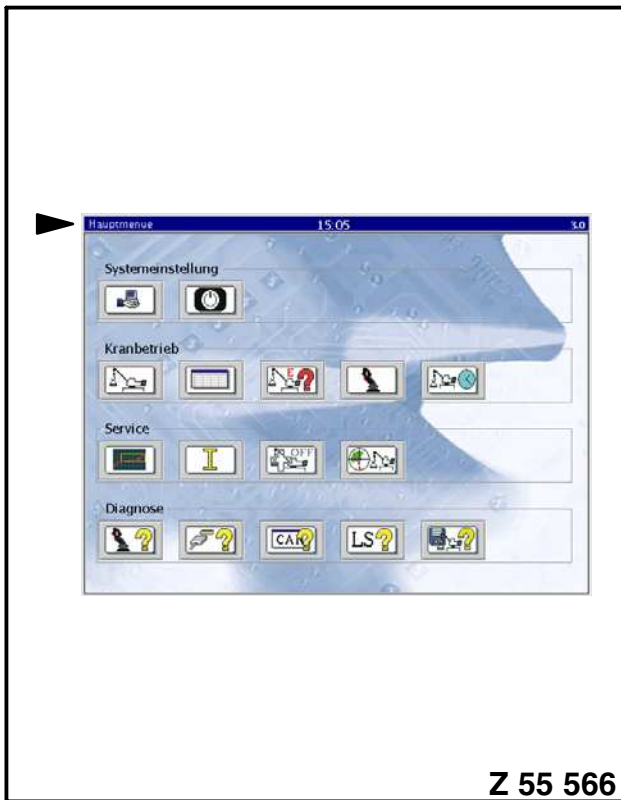 Hauptmenue 15:05 3.0
Systemeinstellung
Kranbetrieb
E?
Service
I OFF
Diagnose
? ? CAN? LS? ?
Z 55 566